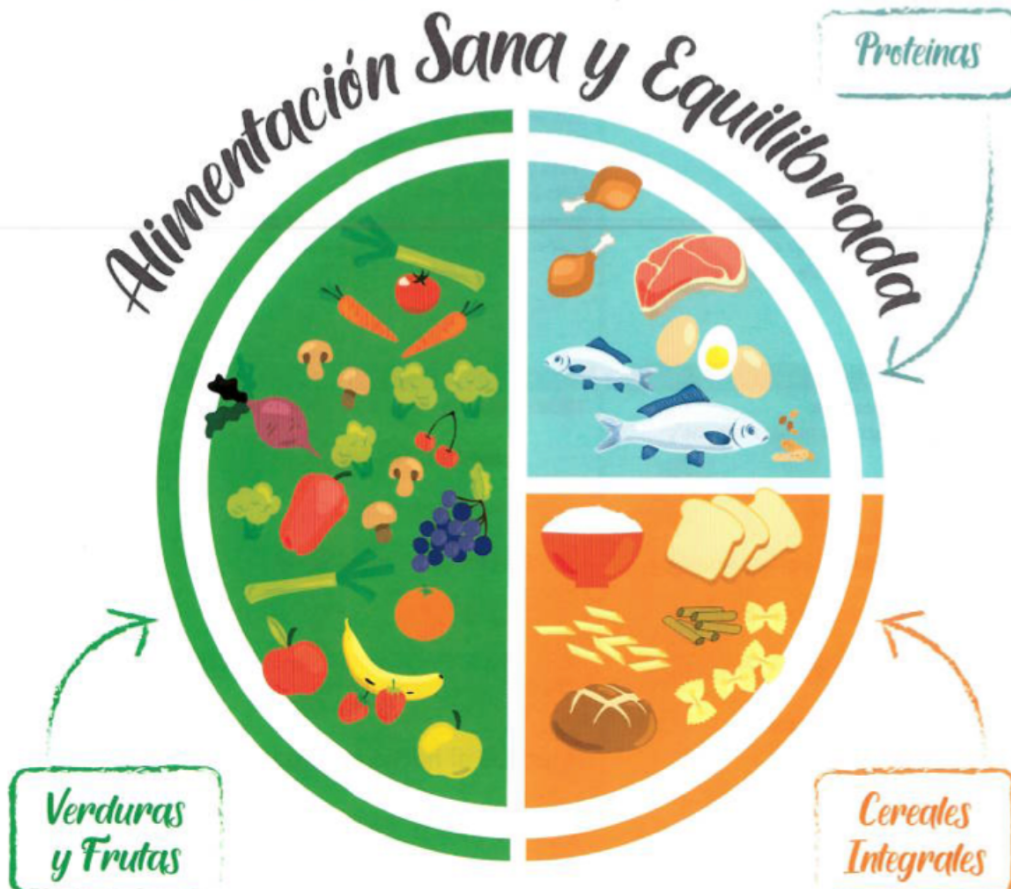 Alimentación Sana y Equilibrada
Proteinas
Verduras
y Frutas
Cereales
Integrales